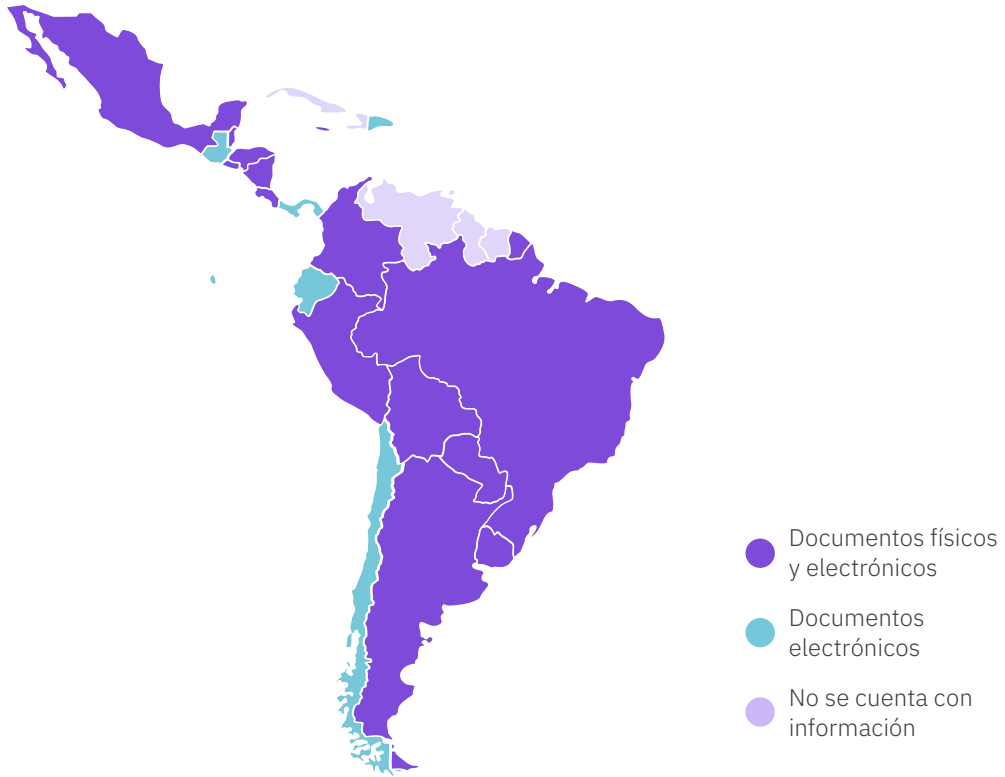 Documentos físicos
y electrónicos
Documentos
electrónicos
No se cuenta con
información